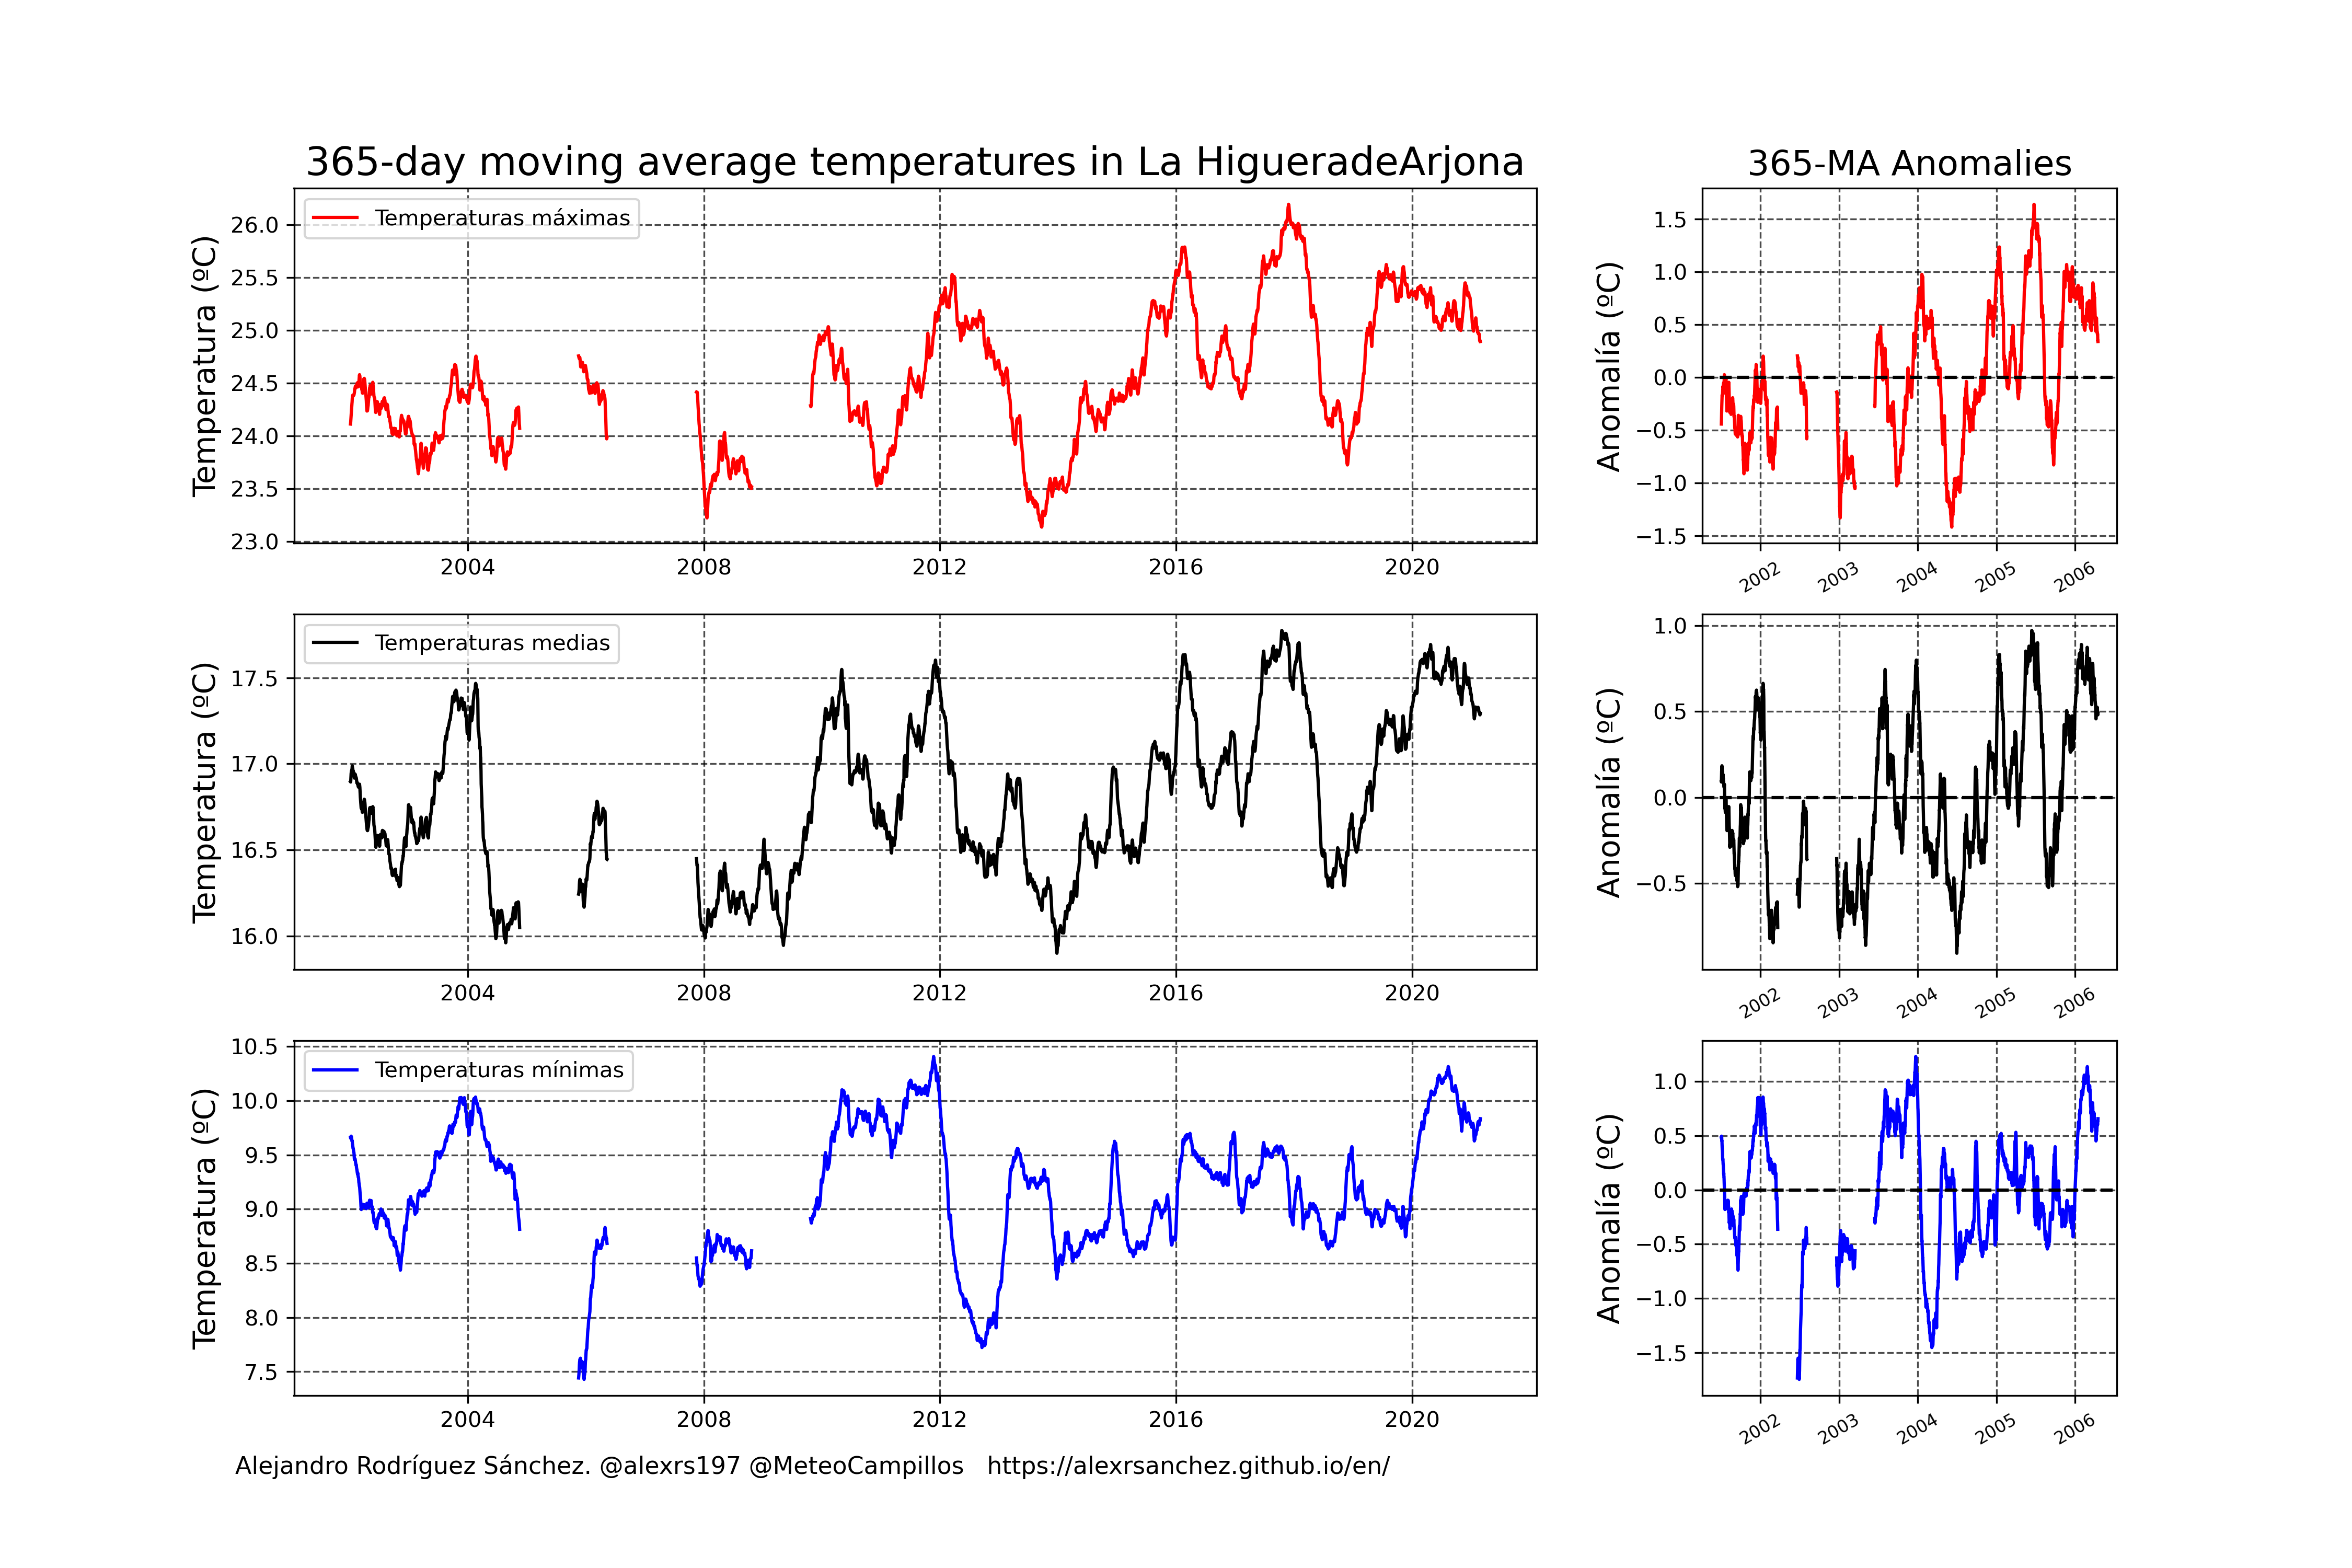 365-day moving average temperatures in La HigueradeArjona
365-MA Anomalies
Temperaturas máximas
Temperatura (ºC)
26.0
25.5
25.0
24.5
24.0
23.5
23.0
2004 2008 2012 2016 2020
Anomalía (ºC)
1.5
1.0
0.5
0.0
−0.5
−1.0
−1.5
2002 2003 2004 2005 2006
Temperaturas medias
Temperatura (ºC)
17.5
17.0
16.5
16.0
2004 2008 2012 2016 2020
Anomalía (ºC)
1.0
0.5
0.0
−0.5
2002 2003 2004 2005 2006
Temperaturas mínimas
Temperatura (ºC)
10.5
10.0
9.5
9.0
8.5
8.0
7.5
2004 2008 2012 2016 2020
Anomalía (ºC)
1.0
0.5
0.0
−0.5
−1.0
−1.5
2002 2003 2004 2005 2006
Alejandro Rodríguez Sánchez. @alexrs197 @MeteoCampillos https://alexrsanchez.github.io/en/